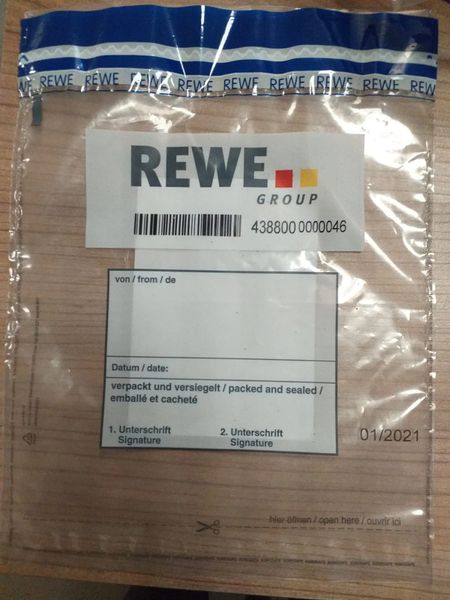 REWE REWE REWE REWE REWE REWE REWE REWE
REWE
GROUP
438800 0000046
von / from / de
Datum / date:
verpackt und versiegelt / packed and sealed /
emballé et cacheté
1. Unterschrift
Signature
2. Unterschrift
Signature
01/2021
hier öffnen / open here / ouvrir ici